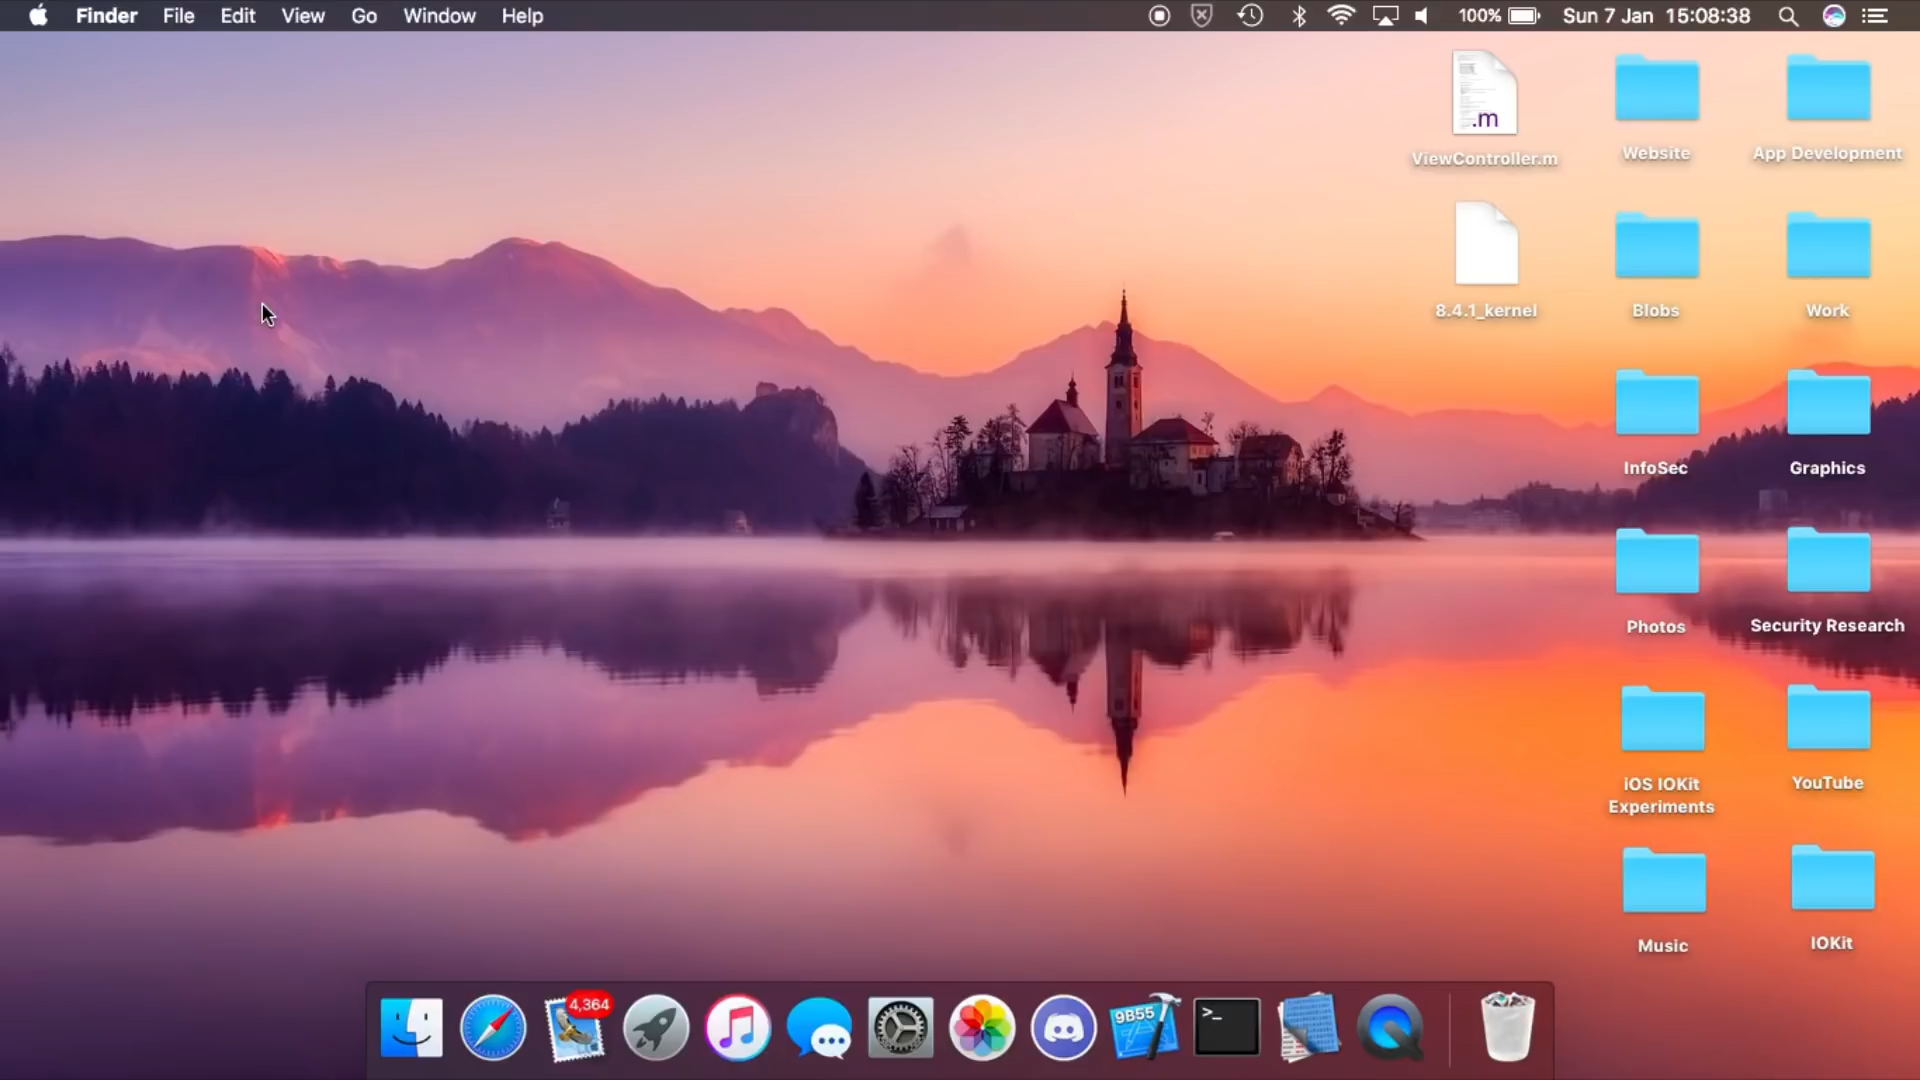 Finder File Edit View Go Window Help 100% Sun 7 Jan 15:08:38
.m
ViewController.m Website App Development
8.4.1_kernel Blobs Work
InfoSec Graphics
Photos Security Research
iOS IOKit
Experiments
YouTube
Music IOKit
4,364
9B55
>_